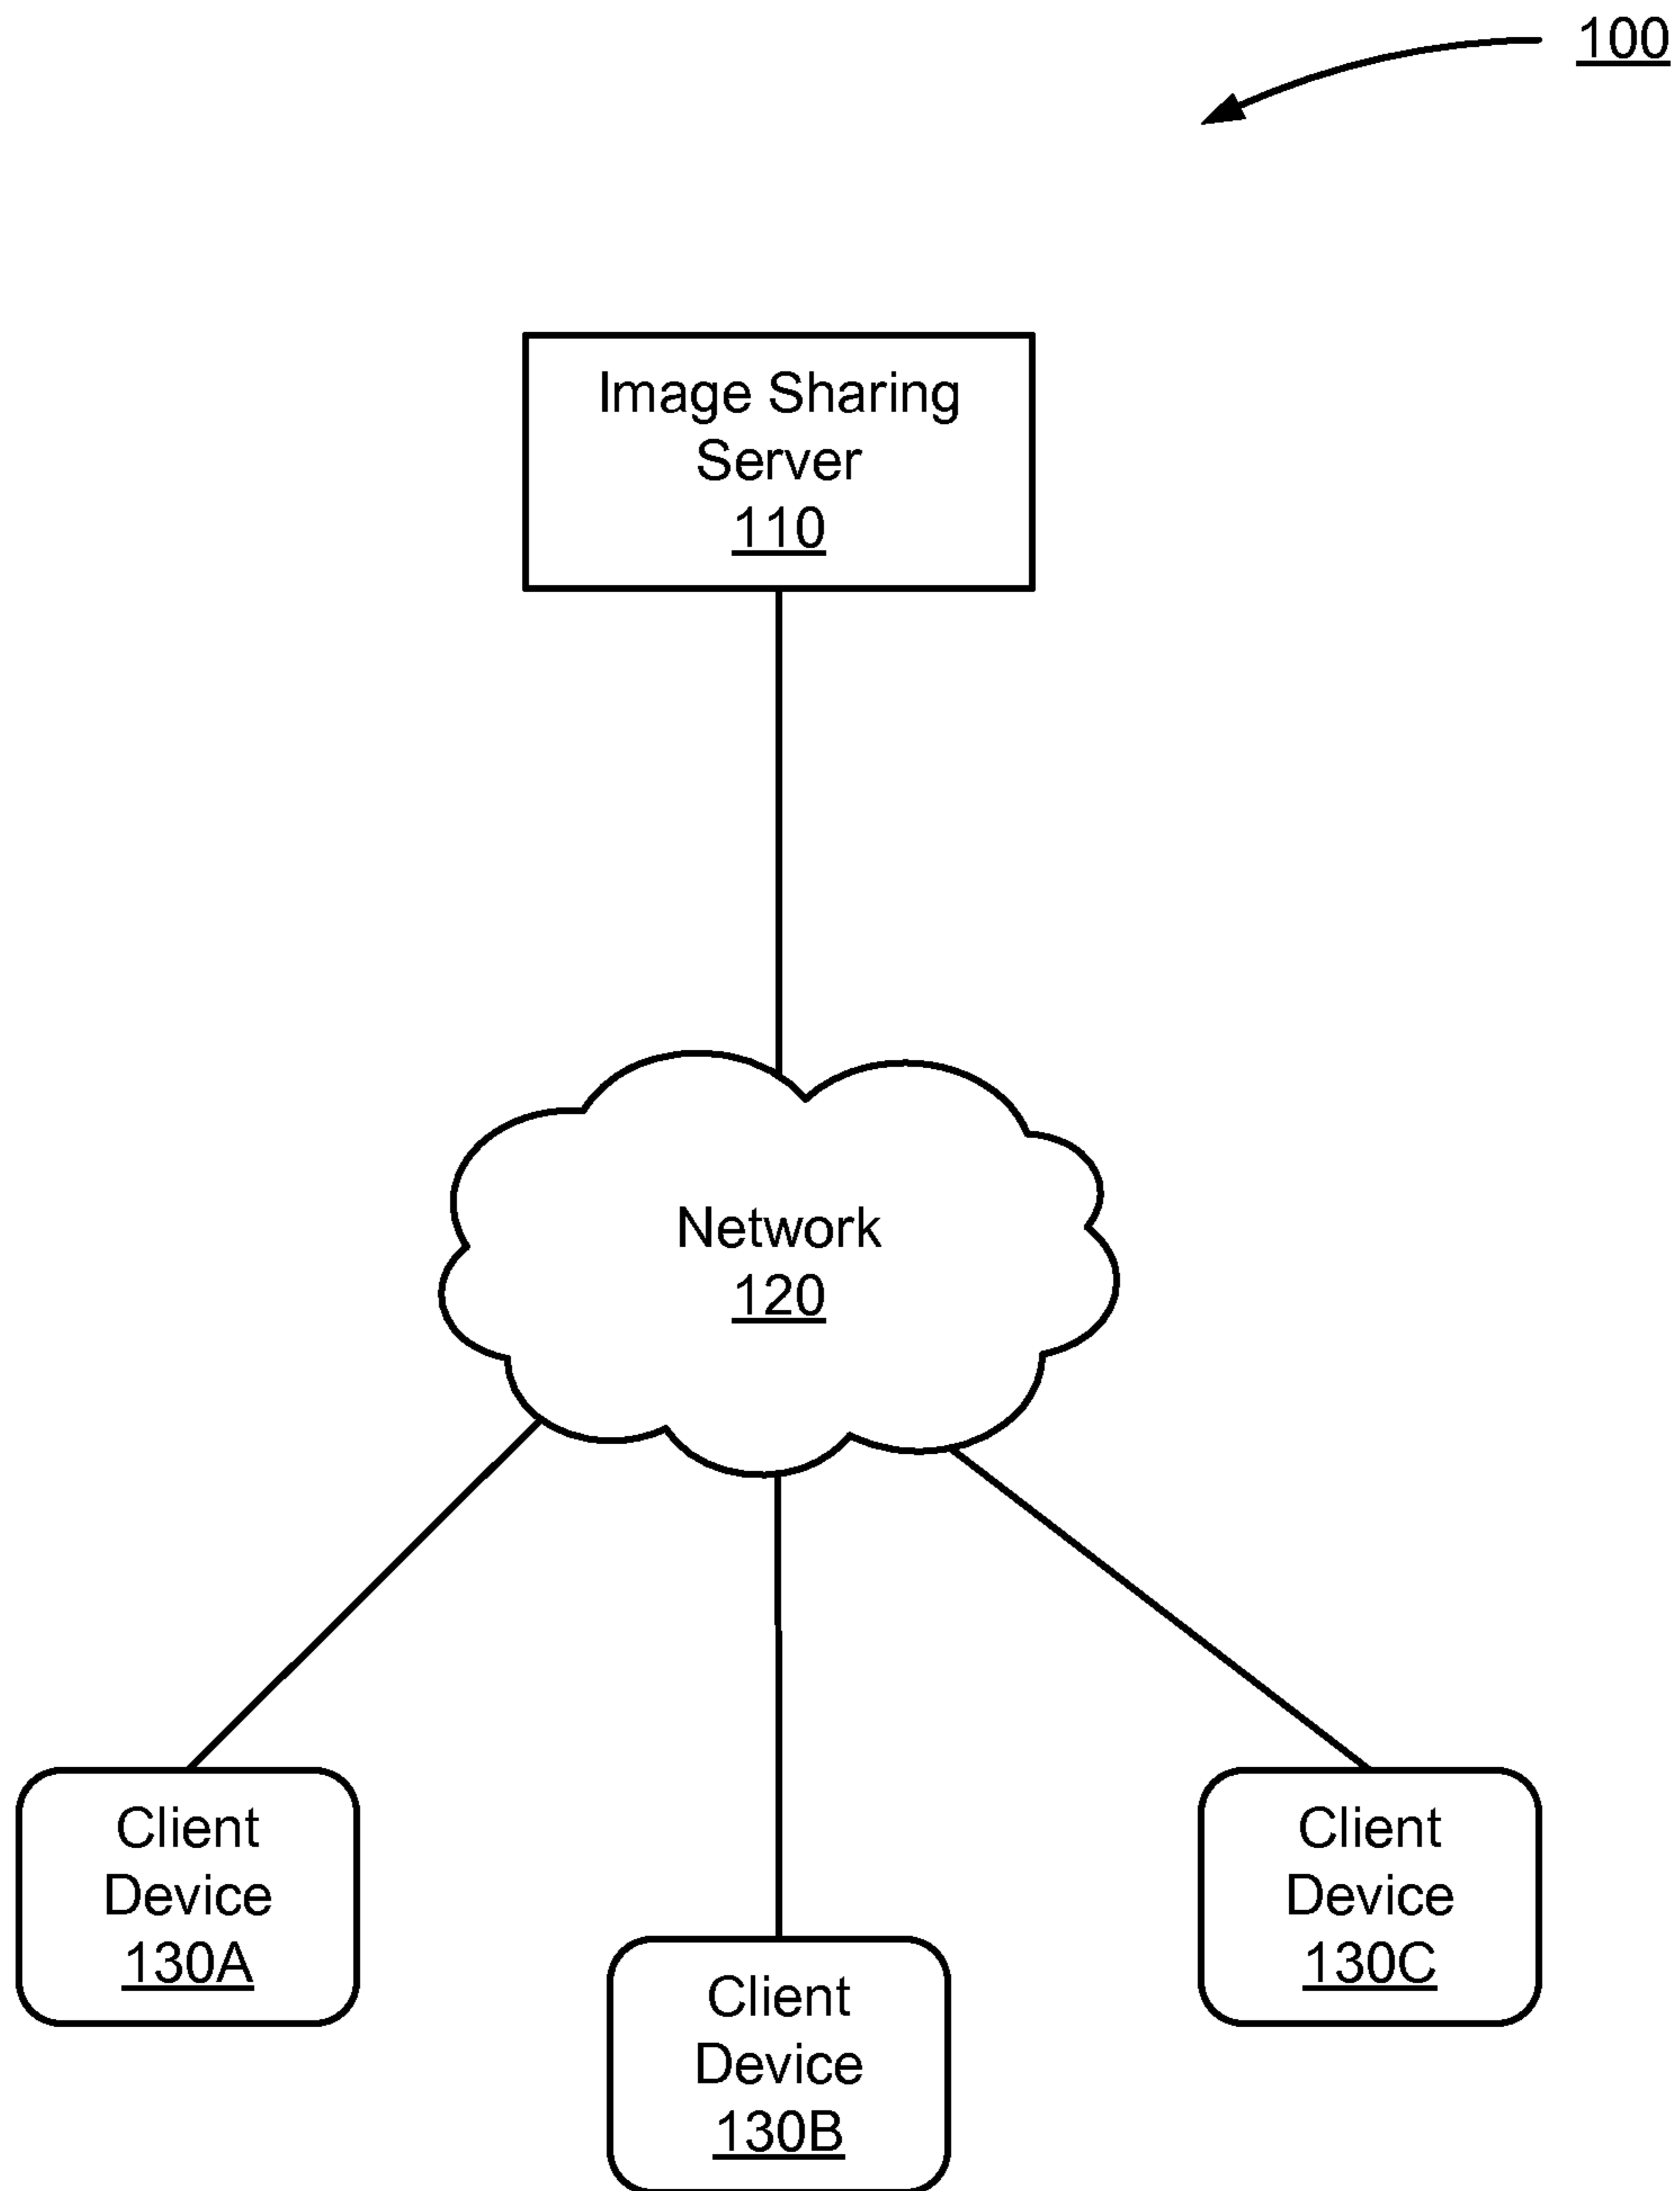 100
Image Sharing
Server
110
Network
120
Client
Device
130A
Client
Device
130B
Client
Device
130C